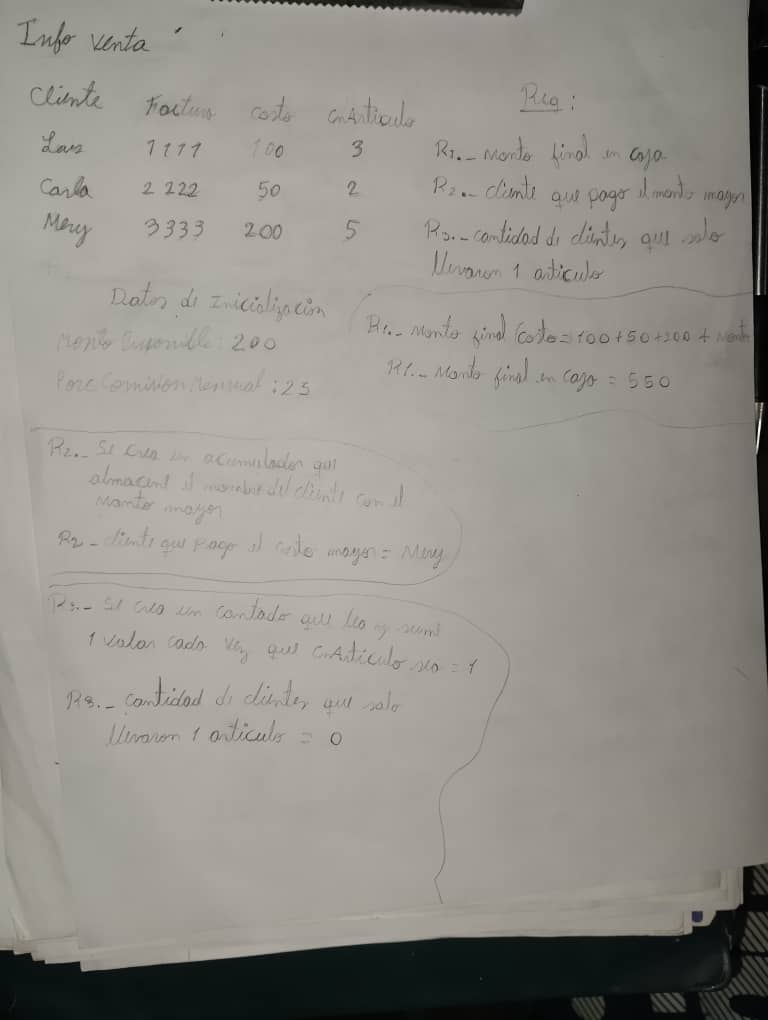 Info venta
Cliente Factura Costo CnArticulo
Luis 1111 100 3
Carla 2222 50 2
Mery 3333 200 5
Req:
R1.- Monto final en caja
R2.- cliente que pago el monto mayor
R3.- cantidad de clientes que solo
llevaron 1 articulo
Datos de Inicialización
Monto Disponible: 200
Porc Comision Mensual: 25
R1.- Monto final Costo = 100+50+200+ Monto
R1.- Monto final en caja = 550
R2.- Se crea un acumulador que
almacene el nombre del cliente con el
Monto mayor
R2 - cliente que pago el costo mayor = Mery
R3.- Se crea un contado que lea y sume
1 valor cada vez que CnArticulo sea = 1
R3.- Cantidad de clientes que solo
llevaron 1 articulo = 0